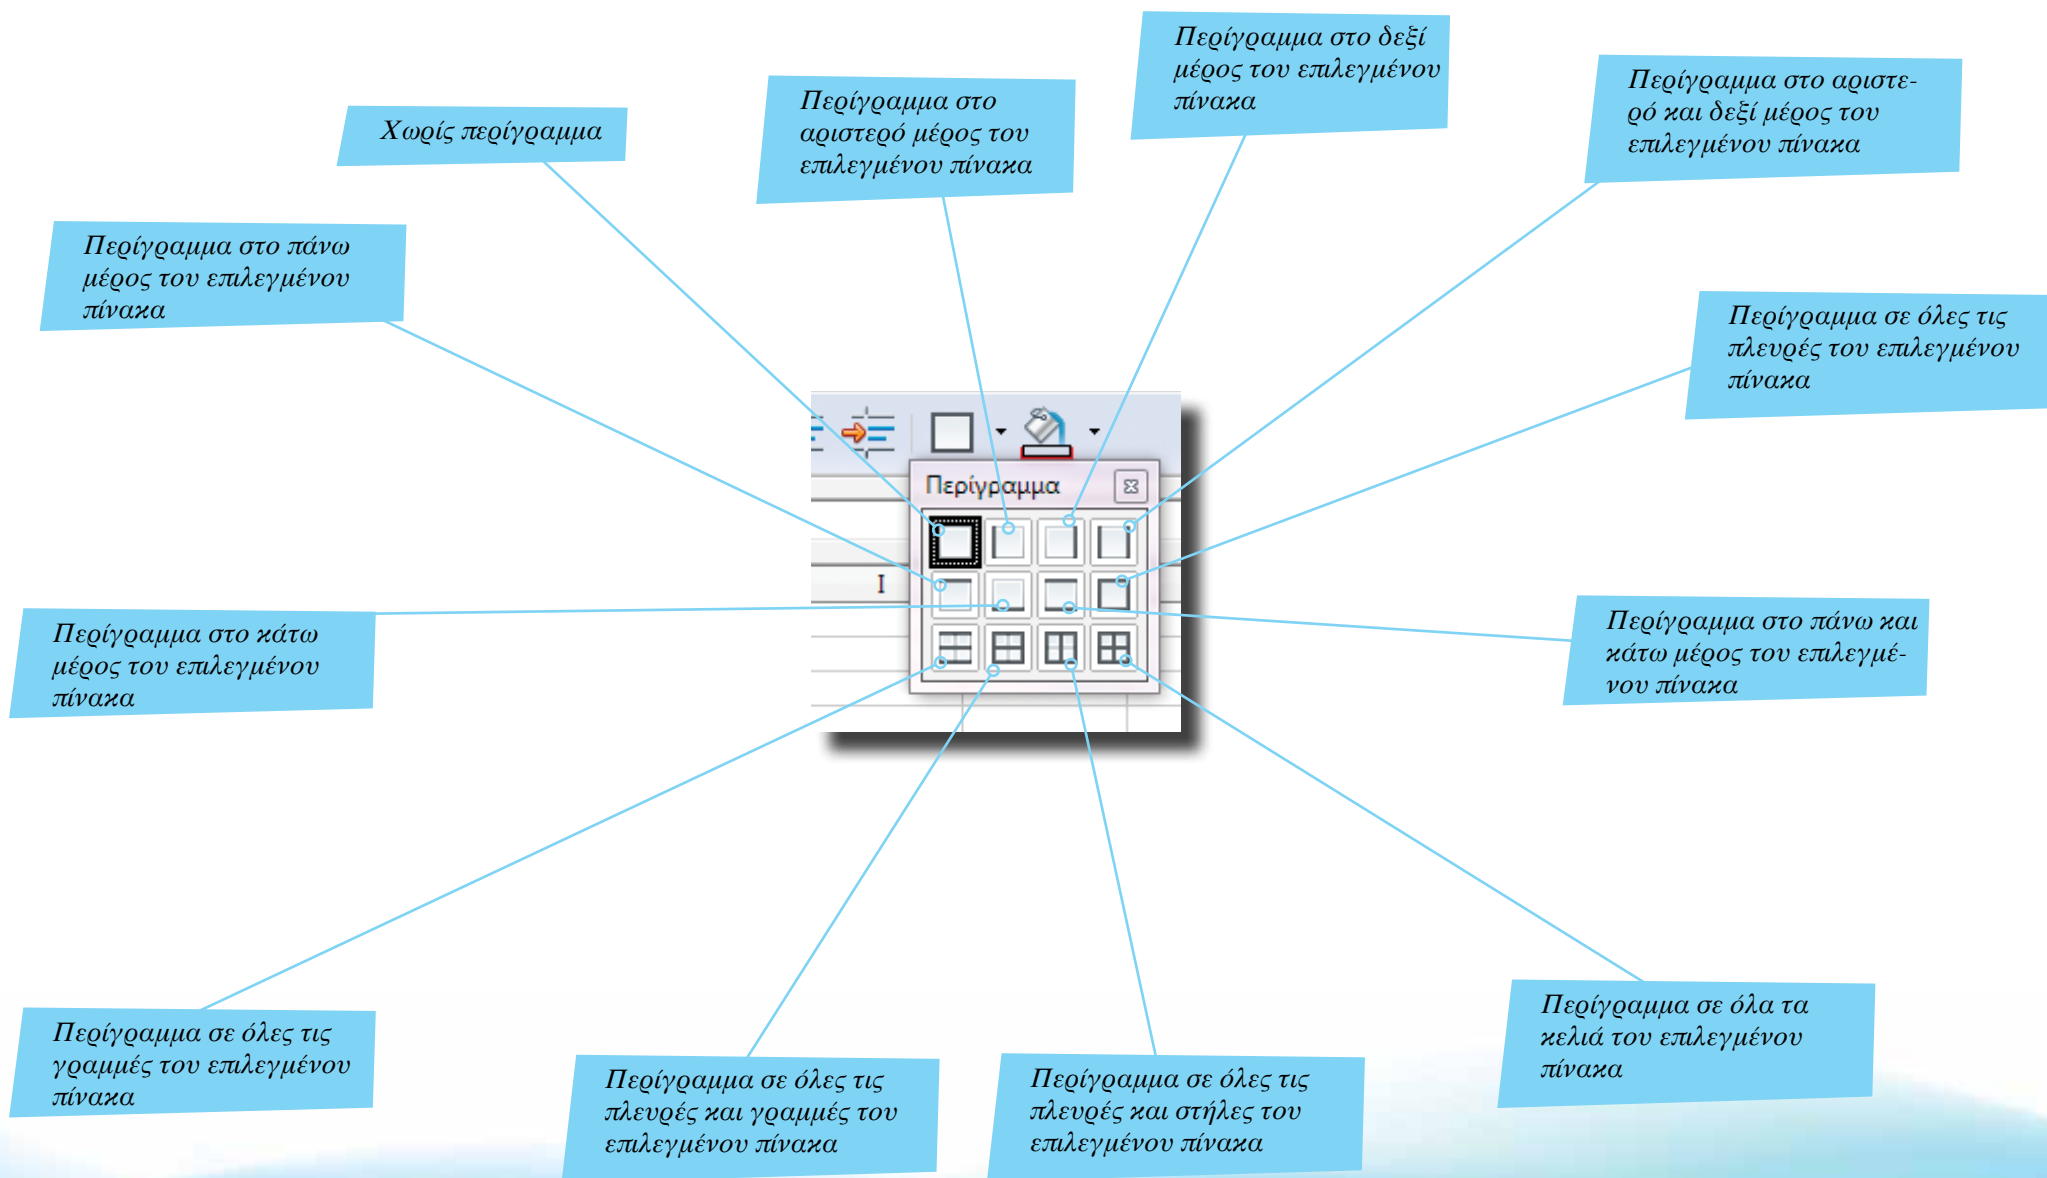 Περίγραμμα στο δεξί
μέρος του επιλεγμένου
πίνακα
Περίγραμμα στο αριστε-
ρό και δεξί μέρος του
επιλεγμένου πίνακα
Περίγραμμα στο
αριστερό μέρος του
επιλεγμένου πίνακα
Χωρίς περίγραμμα
Περίγραμμα στο πάνω
μέρος του επιλεγμένου
πίνακα
Περίγραμμα σε όλες τις
πλευρές του επιλεγμένου
πίνακα
Περίγραμμα
I
Περίγραμμα στο κάτω
μέρος του επιλεγμένου
πίνακα
Περίγραμμα στο πάνω και
κάτω μέρος του επιλεγμέ-
νου πίνακα
Περίγραμμα σε όλες τις
γραμμές του επιλεγμένου
πίνακα
Περίγραμμα σε όλες τις
πλευρές και γραμμές του
επιλεγμένου πίνακα
Περίγραμμα σε όλες τις
πλευρές και στήλες του
επιλεγμένου πίνακα
Περίγραμμα σε όλα τα
κελιά του επιλεγμένου
πίνακα